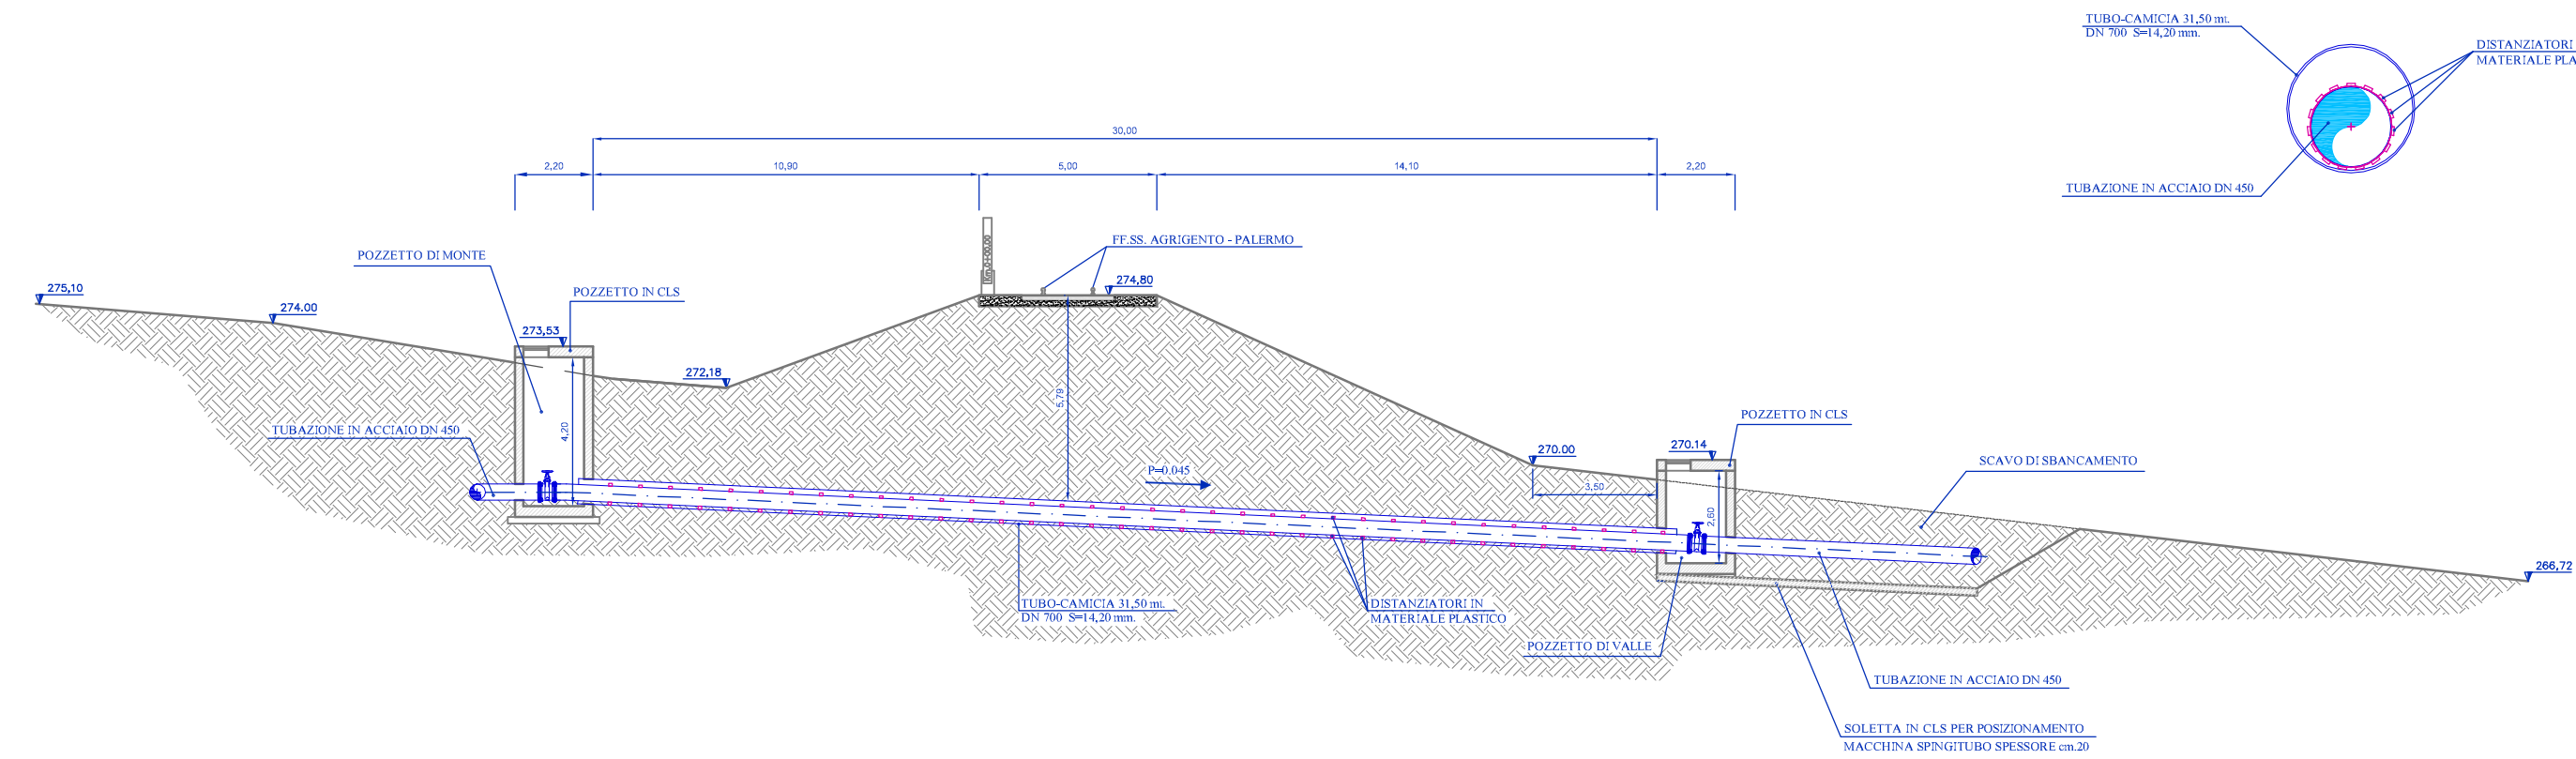 TUBO-CAMICIA 31,50 mt.
DN 700 S=14,20 mm.
DISTANZIATORI
MATERIALE PLA
TUBAZIONE IN ACCIAIO DN 450
30,00
2,20
10,90
5,00
14,10
2,20
FF.SS. AGRIGENTO - PALERMO
POZZETTO DI MONTE
POZZETTO IN CLS
274,80
275,10
274.00
273,53
272,18
5,79
4,20
TUBAZIONE IN ACCIAIO DN 450
POZZETTO IN CLS
270.00
270.14
SCAVO DI SBANCAMENTO
P=0.045
3,50
2,60
266,72
TUBO-CAMICIA 31,50 mt.
DN 700 S=14,20 mm.
DISTANZIATORI IN
MATERIALE PLASTICO
POZZETTO DI VALLE
TUBAZIONE IN ACCIAIO DN 450
SOLETTA IN CLS PER POSIZIONAMENTO
MACCHINA SPINGITUBO SPESSORE cm.20